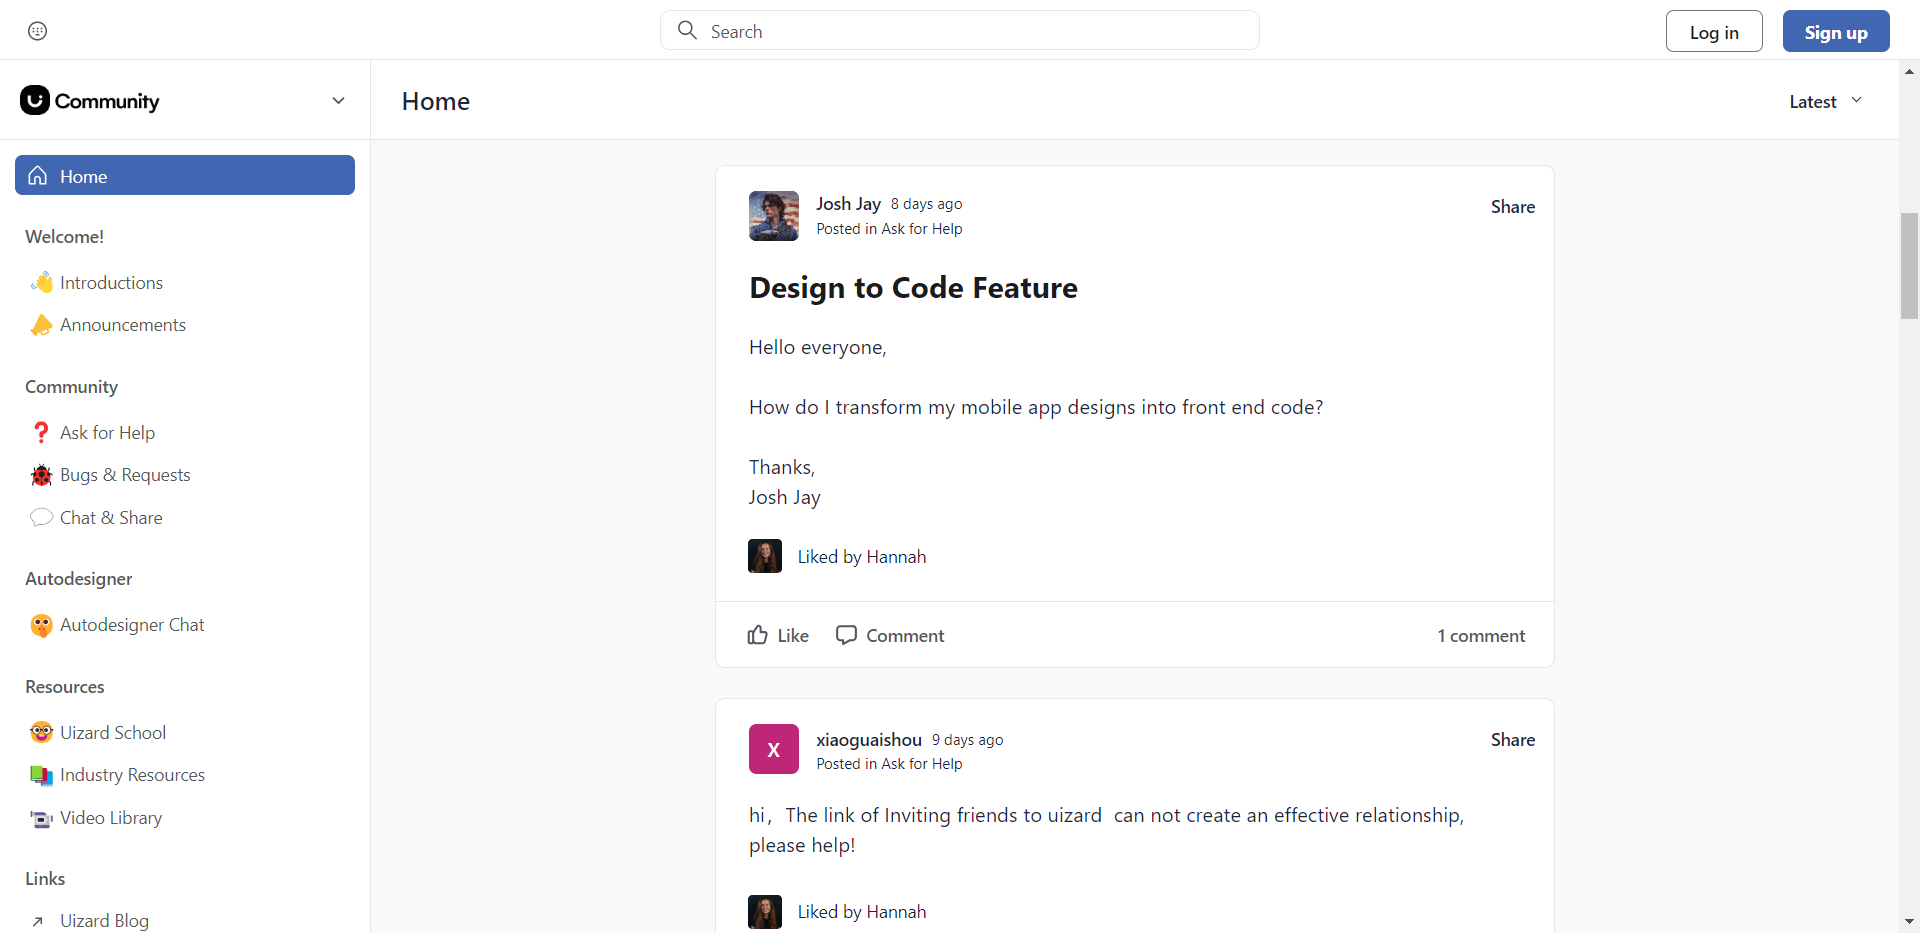 Search
Log in
Sign up
Community
Home
Latest
Home
Welcome!
Introductions
Announcements
Community
Ask for Help
Bugs & Requests
Chat & Share
Autodesigner
Autodesigner Chat
Resources
Uizard School
Industry Resources
Video Library
Links
Uizard Blog
Josh Jay 8 days ago
Share
Posted in Ask for Help
Design to Code Feature
Hello everyone,
How do I transform my mobile app designs into front end code?
Thanks,
Josh Jay
Liked by Hannah
Like
Comment
1 comment
X
xiaoguaishou 9 days ago
Share
Posted in Ask for Help
hi，The link of Inviting friends to uizard  can not create an effective relationship,
please help!
Liked by Hannah